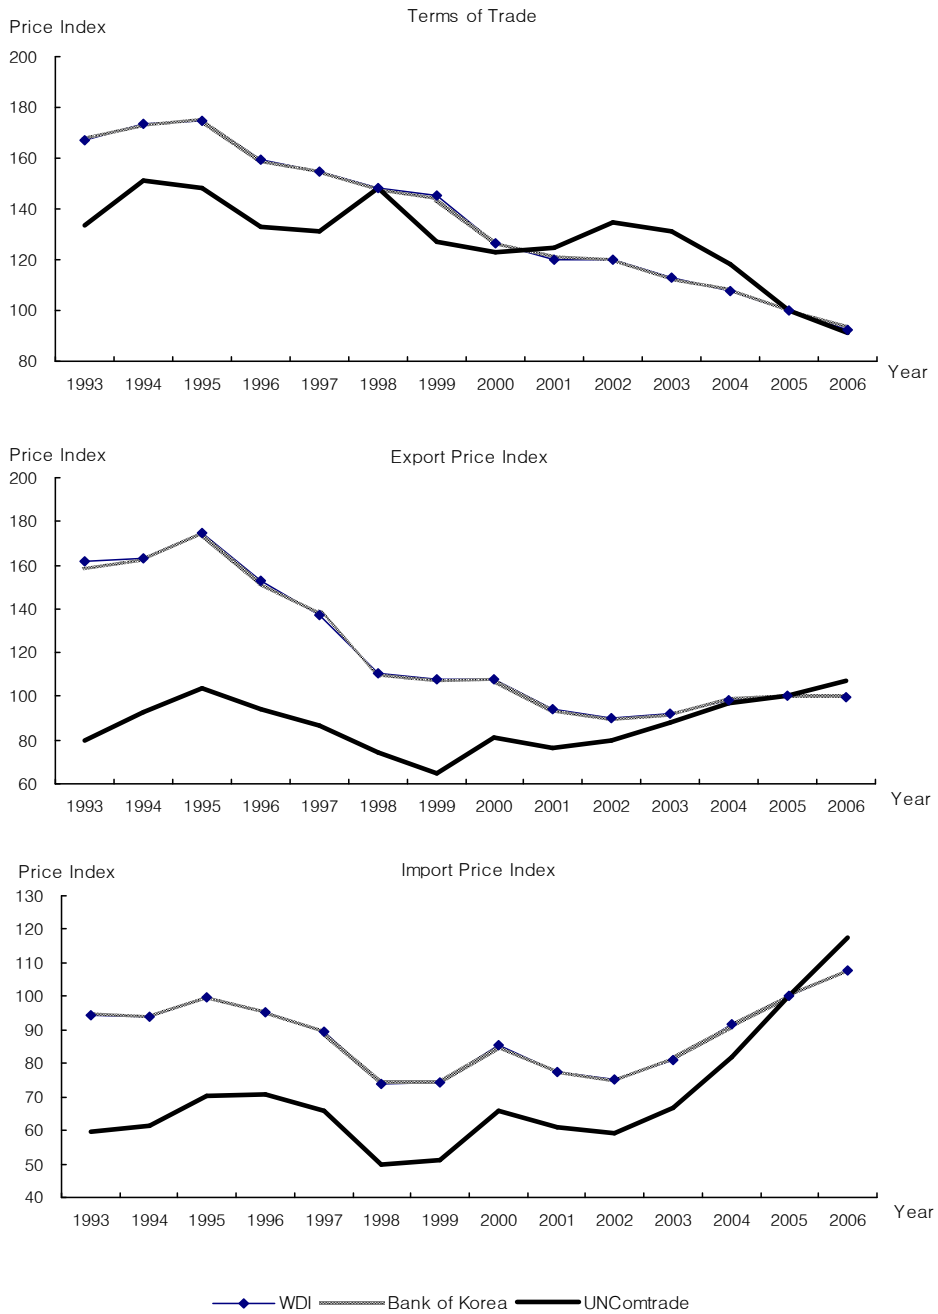 Terms of Trade
Price Index
200
180
160
140
120
100
80
1993 1994 1995 1996 1997 1998 1999 2000 2001 2002 2003 2004 2005 2006
Year
Price Index
Export Price Index
200
180
160
140
120
100
80
60
1993 1994 1995 1996 1997 1998 1999 2000 2001 2002 2003 2004 2005 2006
Year
Price Index
Import Price Index
130
120
110
100
90
80
70
60
50
40
1993 1994 1995 1996 1997 1998 1999 2000 2001 2002 2003 2004 2005 2006
Year
WDI Bank of Korea UNComtrade